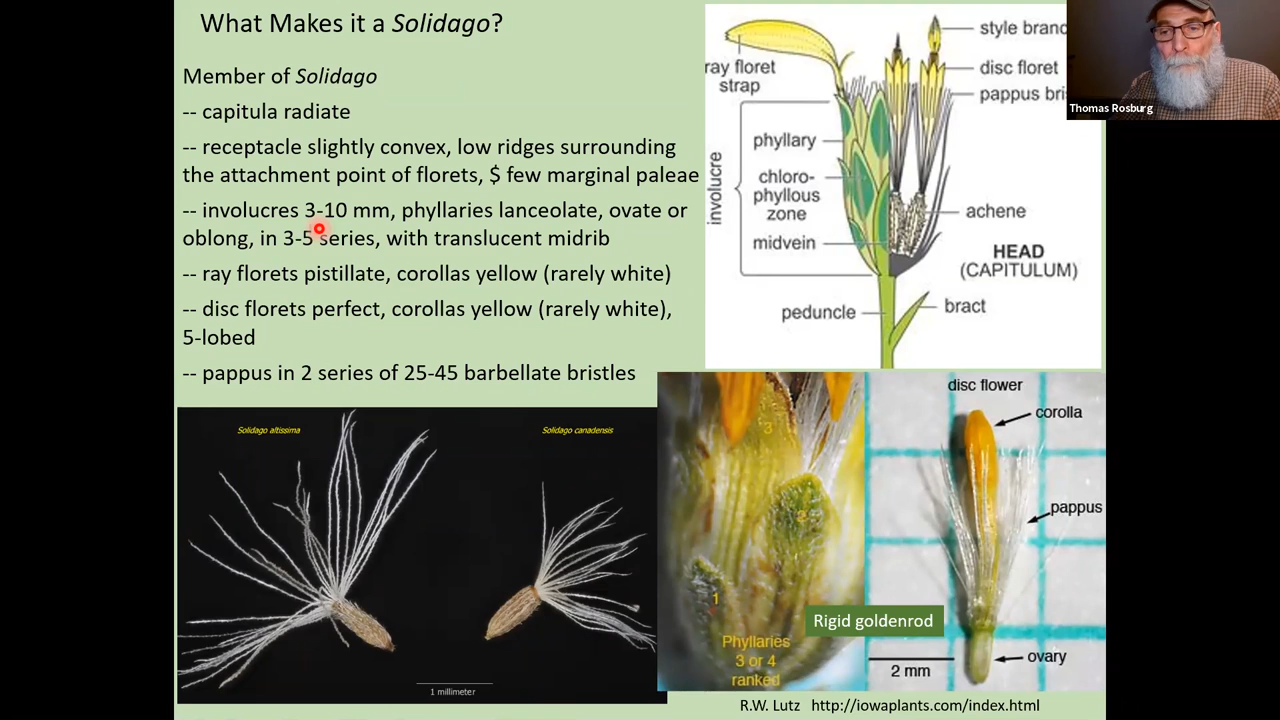 What Makes it a Solidago?
Member of Solidago
-- capitula radiate
-- receptacle slightly convex, low ridges surrounding
the attachment point of florets, $ few marginal paleae
-- involucres 3-10 mm, phyllaries lanceolate, ovate or
oblong, in 3-5 series, with translucent midrib
-- ray florets pistillate, corollas yellow (rarely white)
-- disc florets perfect, corollas yellow (rarely white),
5-lobed
-- pappus in 2 series of 25-45 barbellate bristles
ray floret
strap
style branc
disc floret
pappus bri
phyllary
chloro-
phyllous
zone
midvein
involucre
achene
HEAD
(CAPITULUM)
peduncle
bract
Thomas Rosburg
Solidago altissima
Solidago canadensis
1 millimeter
3
2
1
Phyllaries
3 or 4
ranked
Rigid goldenrod
disc flower
corolla
pappus
ovary
2 mm
R.W. Lutz http://iowaplants.com/index.html